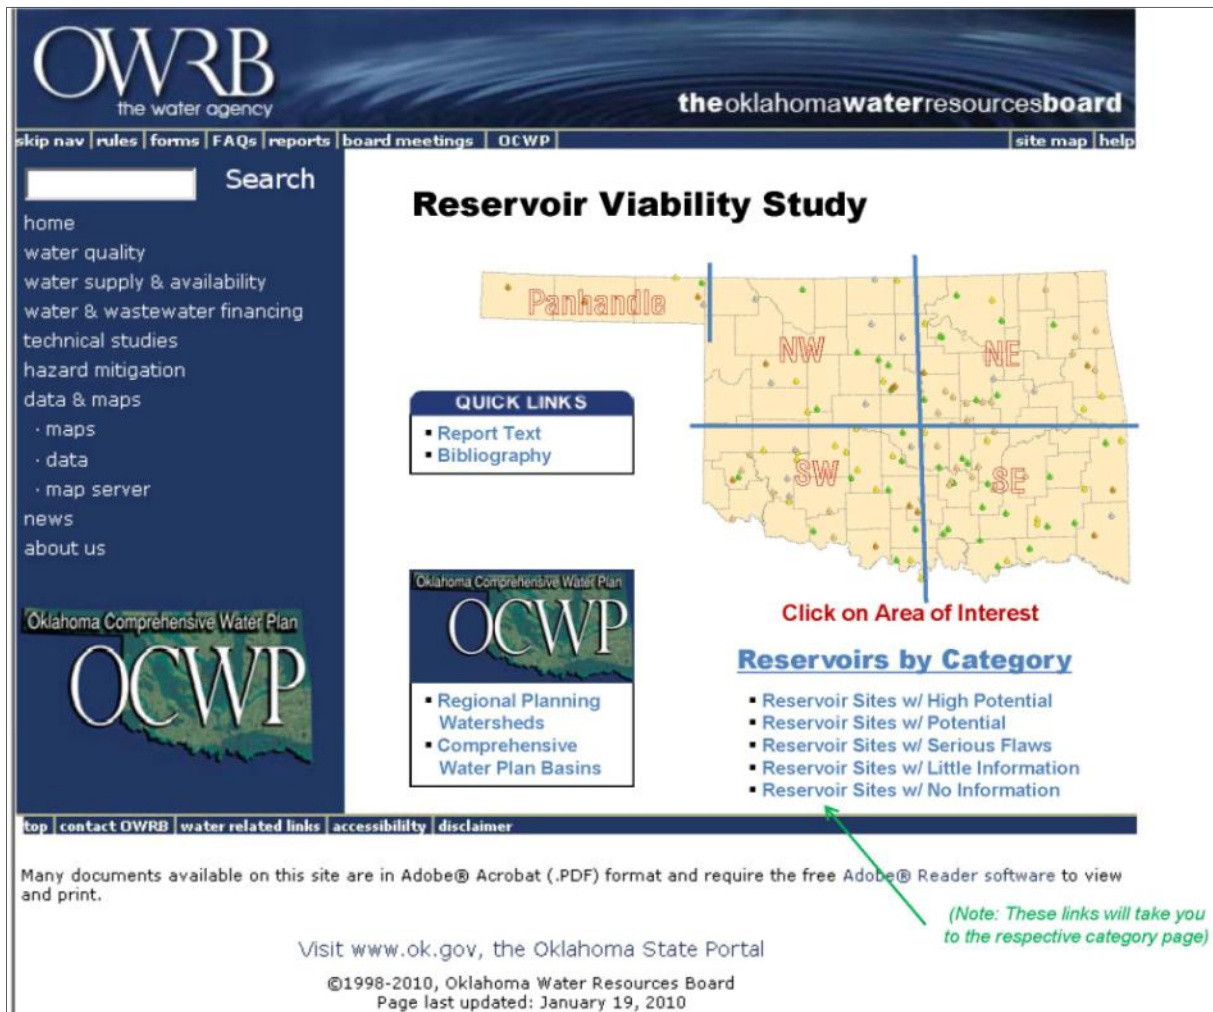 OWRB
the water agency
theoklahomawaterresourcesboard
skip nav | rules | forms | FAQs | reports | board meetings | OCWP | site map | help
Search
home
water quality
water supply & availability
water & wastewater financing
technical studies
hazard mitigation
data & maps
· maps
· data
· map server
news
about us
Oklahoma Comprehensive Water Plan
OCWP
Reservoir Viability Study
Panhandle
NW
NE
SW
SE
QUICK LINKS
▪ Report Text
▪ Bibliography
Oklahoma Comprehensive Water Plan
OCWP
▪ Regional Planning
Watersheds
▪ Comprehensive
Water Plan Basins
Click on Area of Interest
Reservoirs by Category
▪ Reservoir Sites w/ High Potential
▪ Reservoir Sites w/ Potential
▪ Reservoir Sites w/ Serious Flaws
▪ Reservoir Sites w/ Little Information
▪ Reservoir Sites w/ No Information
top | contact OWRB | water related links | accessibililty | disclaimer
Many documents available on this site are in Adobe® Acrobat (.PDF) format and require the free Adobe® Reader software to view
and print.
(Note: These links will take you
to the respective category page)
Visit www.ok.gov, the Oklahoma State Portal
©1998-2010, Oklahoma Water Resources Board
Page last updated: January 19, 2010